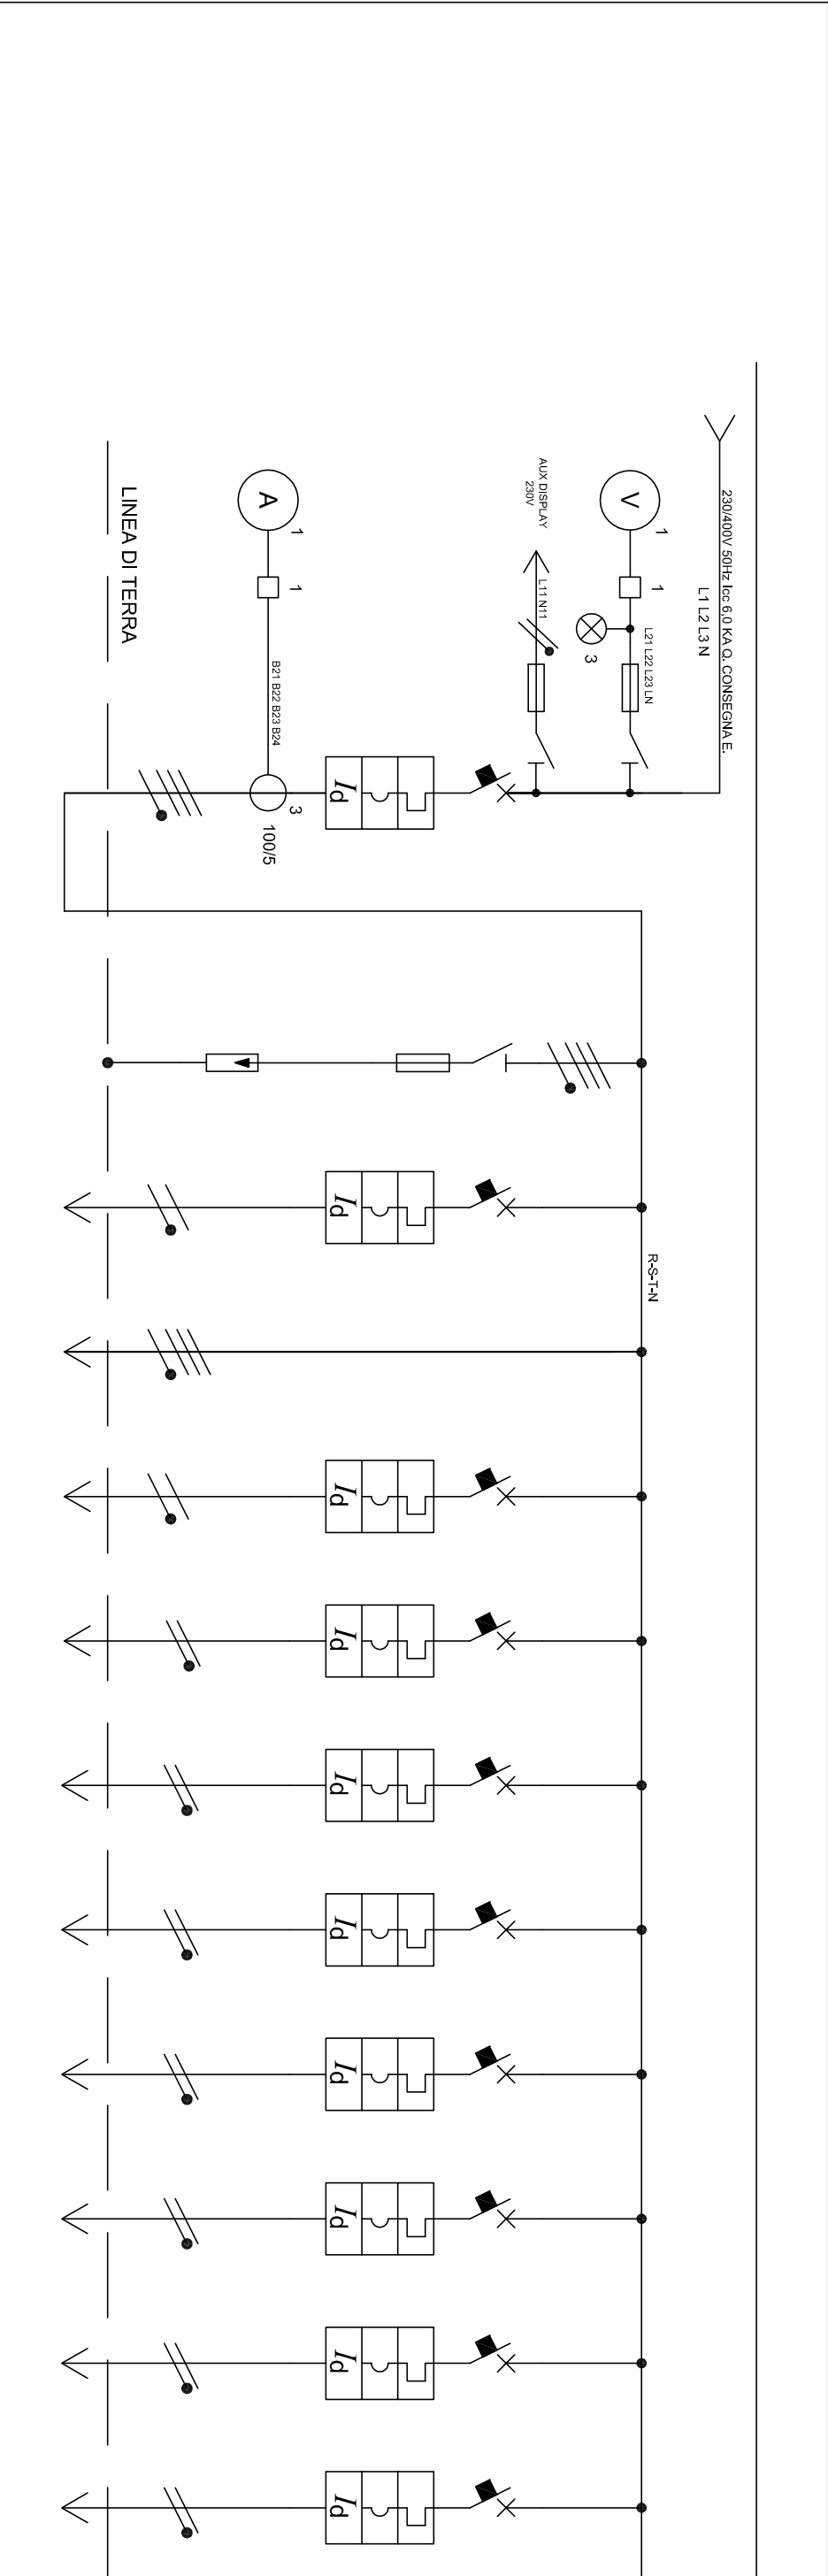 230/400V 50Hz Icc 6,0 KA Q. CONSEGNA E.
L1 L2 L3 N
V
1
1
L21 L22 L23 LN
3
AUX DISPLAY
230V
L11 N11
A
1
1
B21 B22 B23 B24
3
100/5
LINEA DI TERRA
Id
R-S-T-N
Id
Id
Id
Id
Id
Id
Id
Id
Id